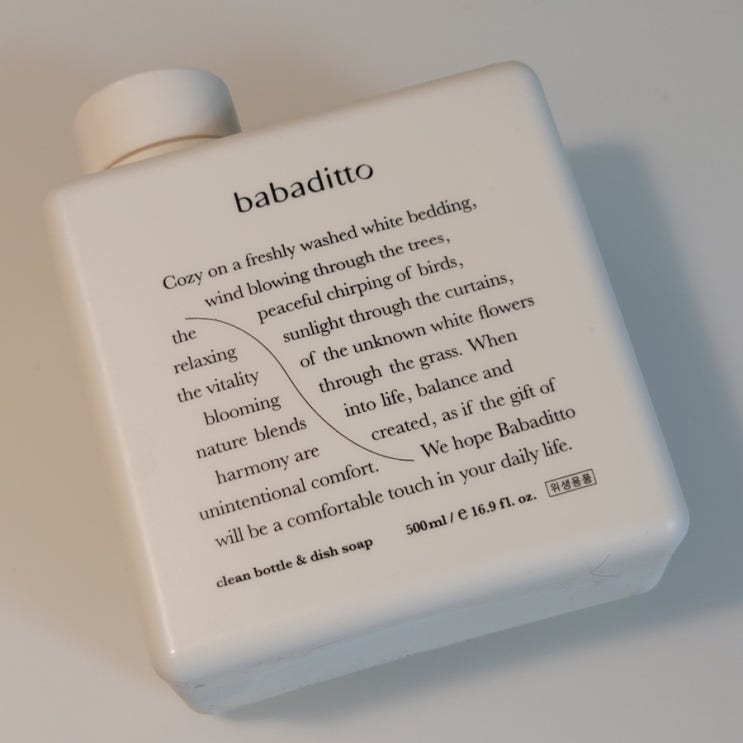 babaditto
Cozy on a freshly washed white bedding,
wind blowing through the trees,
the peaceful chirping of birds,
relaxing sunlight through the curtains,
the vitality of the unknown white flowers
blooming through the grass. When
nature blends into life, balance and
harmony are created, as if the gift of
unintentional comfort. We hope Babaditto
will be a comfortable touch in your daily life.
clean bottle & dish soap 500ml / ℮ 16.9 fl. oz. 위생용품